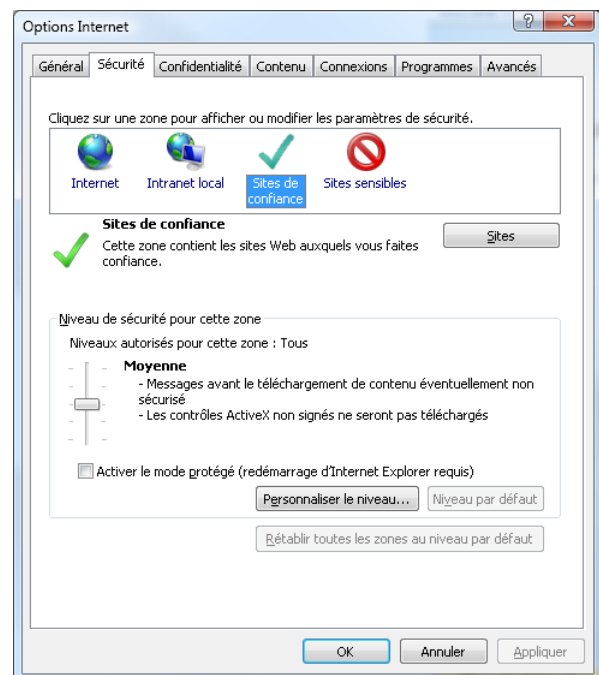 Options Internet
?
X
Général Sécurité Confidentialité Contenu Connexions Programmes Avancés
Cliquez sur une zone pour afficher ou modifier les paramètres de sécurité.
Internet Intranet local Sites de confiance Sites sensibles
Sites de confiance
Cette zone contient les sites Web auxquels vous faites
confiance.
Sites
Niveau de sécurité pour cette zone
Niveaux autorisés pour cette zone : Tous
Moyenne
- Messages avant le téléchargement de contenu éventuellement non
sécurisé
- Les contrôles ActiveX non signés ne seront pas téléchargés
Activer le mode protégé (redémarrage d'Internet Explorer requis)
Personnaliser le niveau... Niveau par défaut
Rétablir toutes les zones au niveau par défaut
OK Annuler Appliquer